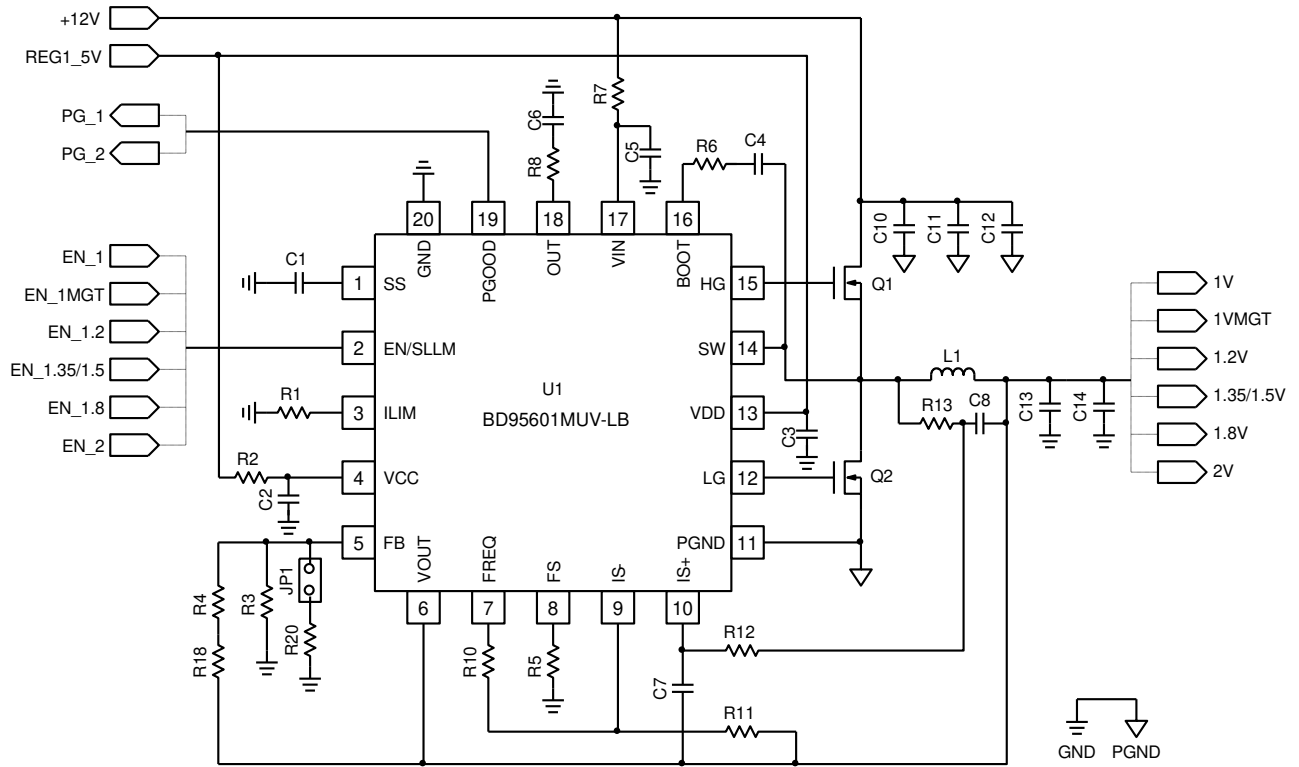 +12V
REG1_5V
PG_1
PG_2
EN_1
EN_1MGT
EN_1.2
EN_1.35/1.5
EN_1.8
EN_2
R7
C6
R8
C5
R6
C4
20
19
18
17
16
GND
PGOOD
OUT
VIN
BOOT
C10
C11
C12
C1
1
SS
HG
15
Q1
2
EN/SLLM
SW
14
R1
3
ILIM
VDD
13
C3
U1
BD95601MUV-LB
R2
C2
4
VCC
LG
12
Q2
5
FB
PGND
11
VOUT
FREQ
FS
IS-
IS+
6
7
8
9
10
L1
R13
C8
C13
C14
1V
1VMGT
1.2V
1.35/1.5V
1.8V
2V
R4
R18
R3
JP1
R20
R10
R5
R12
C7
R11
GND
PGND